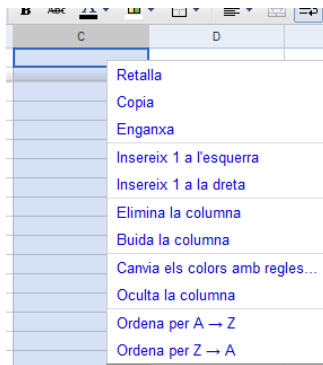 B ABC A
C D
Retalla
Copia
Enganxa
Insereix 1 a l'esquerra
Insereix 1 a la dreta
Elimina la columna
Buida la columna
Canvia els colors amb regles...
Oculta la columna
Ordena per A → Z
Ordena per Z → A